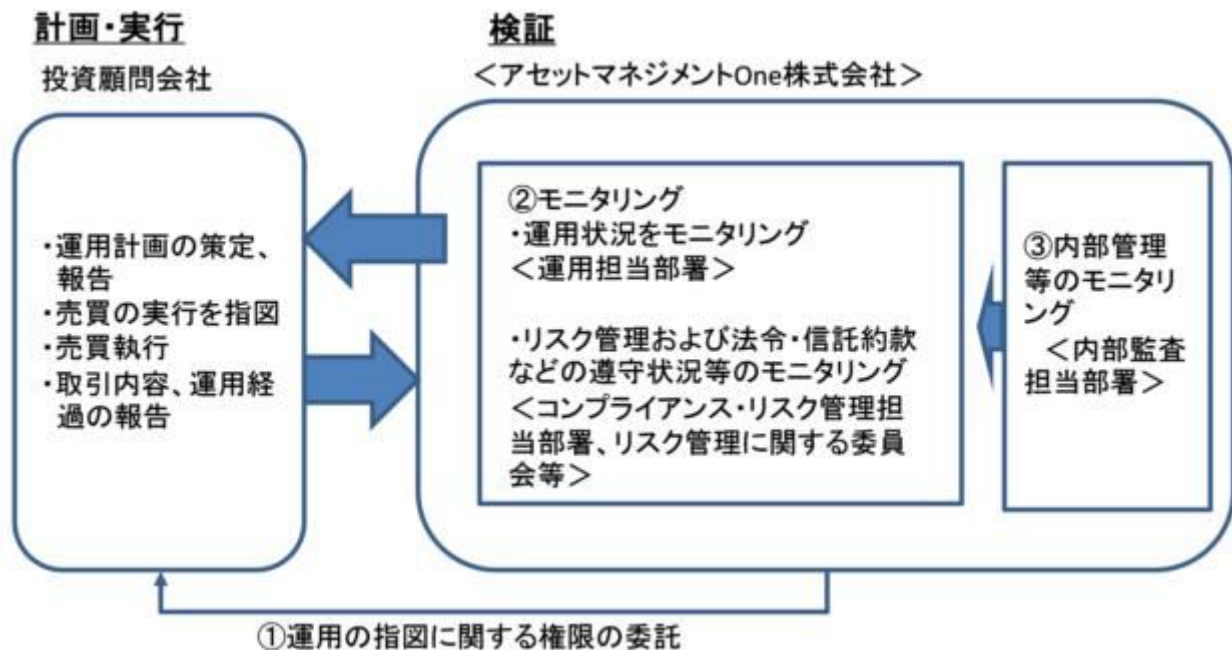 計画・実行
投資顧問会社
・運用計画の策定、
報告
・売買の実行を指図
・売買執行
・取引内容、運用経
過の報告
検証
＜アセットマネジメントOne株式会社＞
②モニタリング
・運用状況をモニタリング
＜運用担当部署＞
・リスク管理および法令・信託約款
などの遵守状況等のモニタリング
＜コンプライアンス・リスク管理担
当部署、リスク管理に関する委員
会等＞
③内部管理
等のモニタリ
ング
＜内部監査
担当部署＞
①運用の指図に関する権限の委託